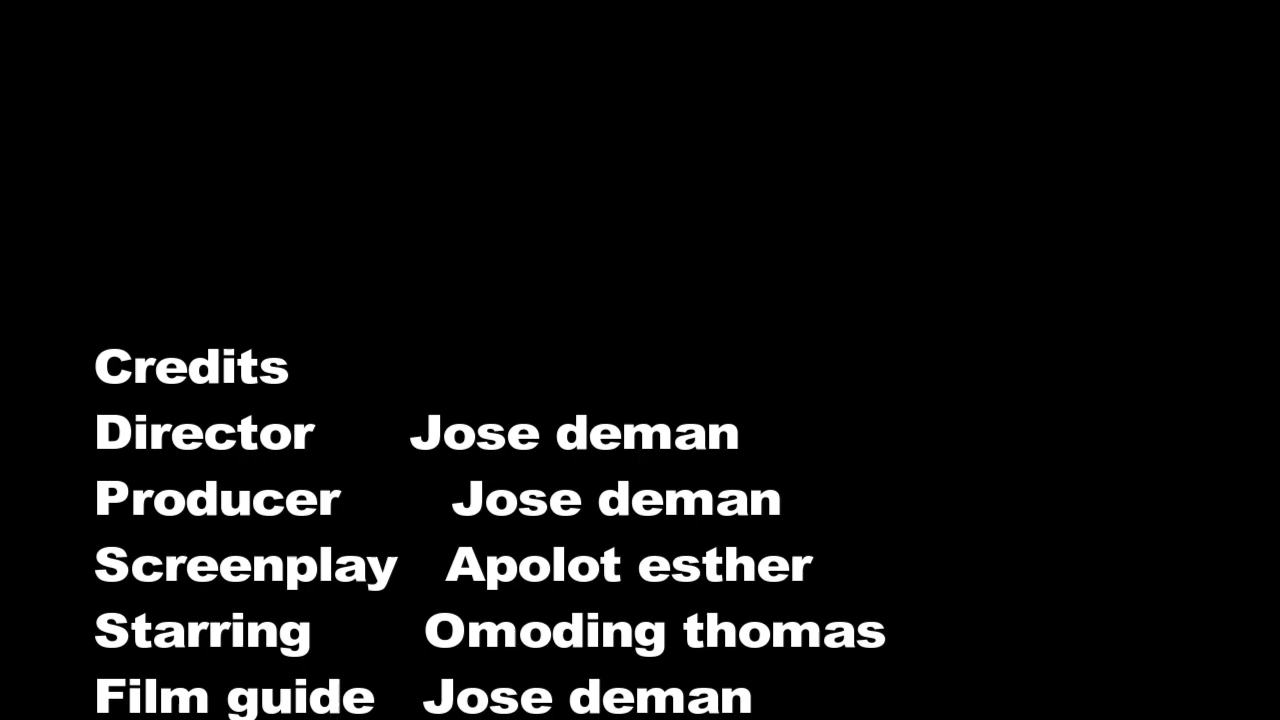 Credits
Director Jose deman
Producer Jose deman
Screenplay Apolot esther
Starring Omoding thomas
Film guide Jose deman